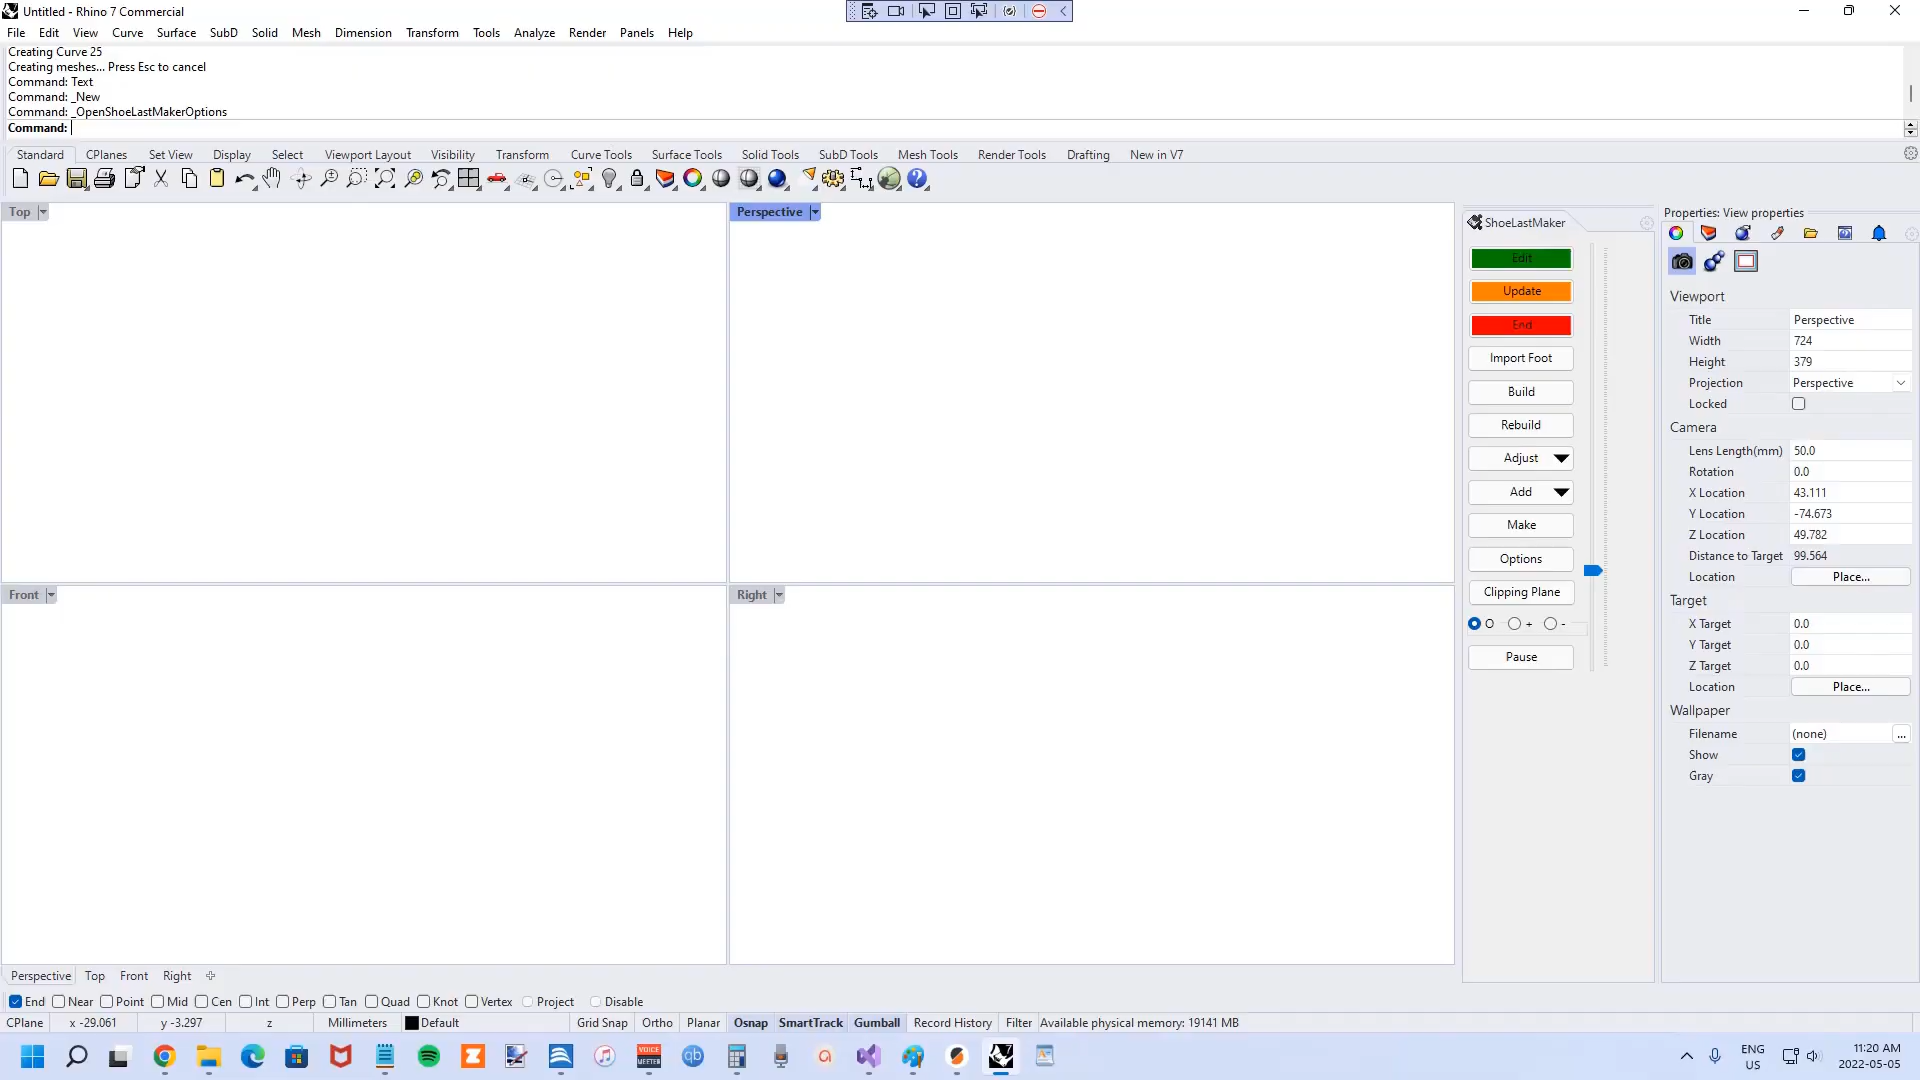 Untitled - Rhino 7 Commercial
File Edit View Curve Surface SubD Solid Mesh Dimension Transform Tools Analyze Render Panels Help
Creating Curve 25
Creating meshes... Press Esc to cancel
Command: Text
Command: _New
Command: _OpenShoeLastMakerOptions
Command:
Standard CPlanes Set View Display Select Viewport Layout Visibility Transform Curve Tools Surface Tools Solid Tools SubD Tools Mesh Tools Render Tools Drafting New in V7
Top
Perspective
Front
Right
ShoeLastMaker
Edit
Update
End
Import Foot
Build
Rebuild
Adjust
Add
Make
Options
Clipping Plane
O + -
Pause
Properties: View properties
Viewport
Title Perspective
Width 724
Height 379
Projection Perspective
Locked
Camera
Lens Length(mm) 50.0
Rotation 0.0
X Location 43.111
Y Location -74.673
Z Location 49.782
Distance to Target 99.564
Location Place...
Target
X Target 0.0
Y Target 0.0
Z Target 0.0
Location Place...
Wallpaper
Filename (none) ...
Show
Gray
Perspective Top Front Right
End Near Point Mid Cen Int Perp Tan Quad Knot Vertex Project Disable
CPlane x -29.061 y -3.297 z Millimeters Default Grid Snap Ortho Planar Osnap SmartTrack Gumball Record History Filter Available physical memory: 19141 MB
VOICE MEETER
qb
ENG
US
11:20 AM
2022-05-05